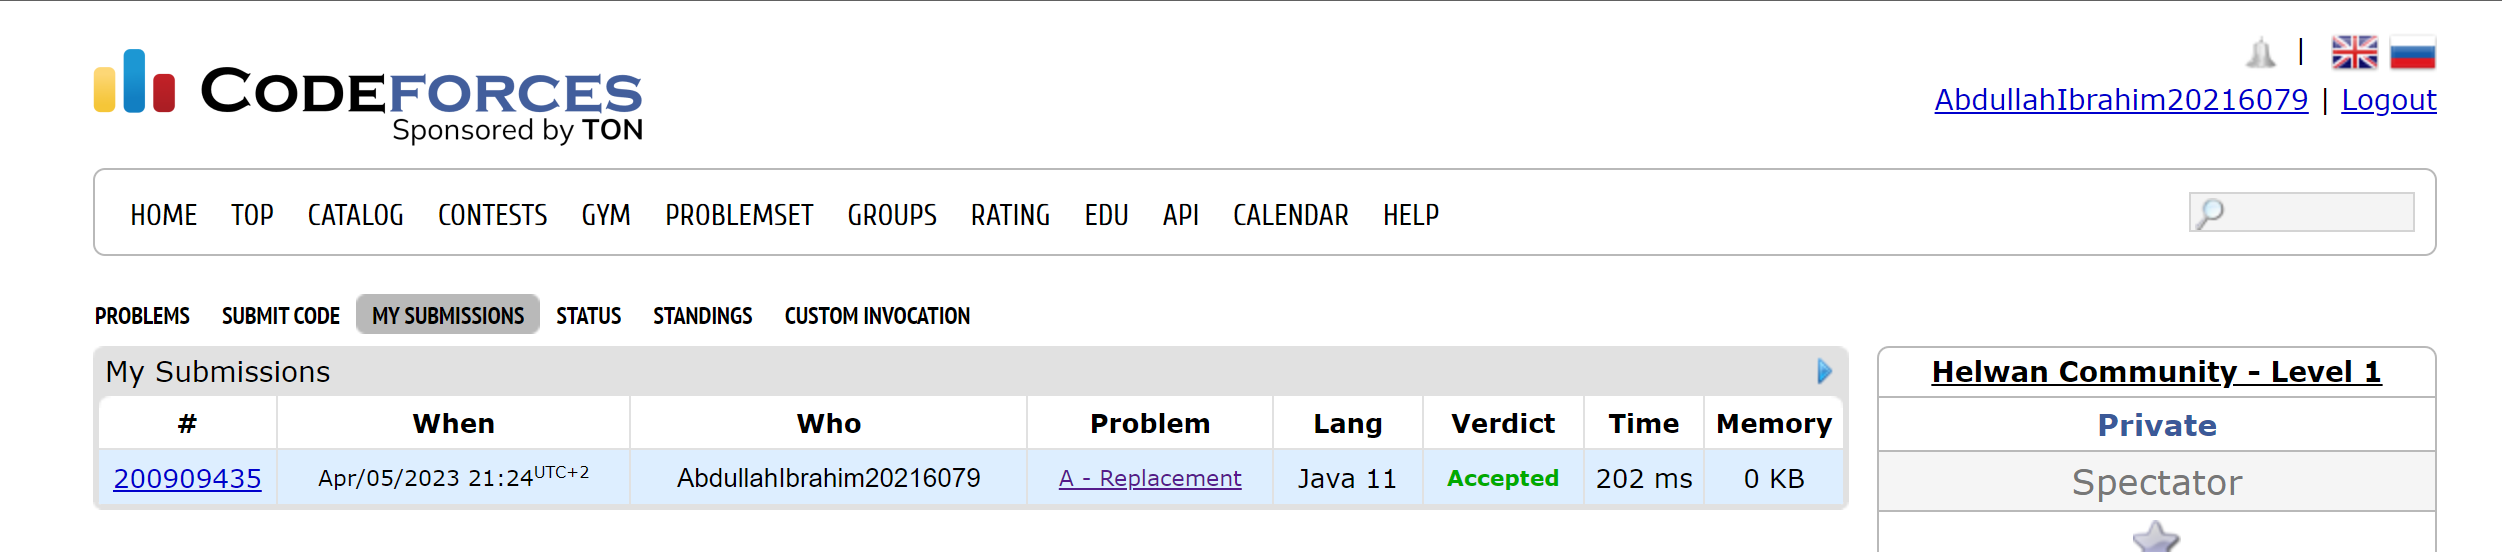 CODEFORCES
Sponsored by TON
|
AbdullahIbrahim20216079 | Logout
HOME TOP CATALOG CONTESTS GYM PROBLEMSET GROUPS RATING EDU API CALENDAR HELP
PROBLEMS SUBMIT CODE MY SUBMISSIONS STATUS STANDINGS CUSTOM INVOCATION
My Submissions
# When Who Problem Lang Verdict Time Memory
200909435 Apr/05/2023 21:24UTC+2 AbdullahIbrahim20216079 A - Replacement Java 11 Accepted 202 ms 0 KB
Helwan Community - Level 1
Private
Spectator